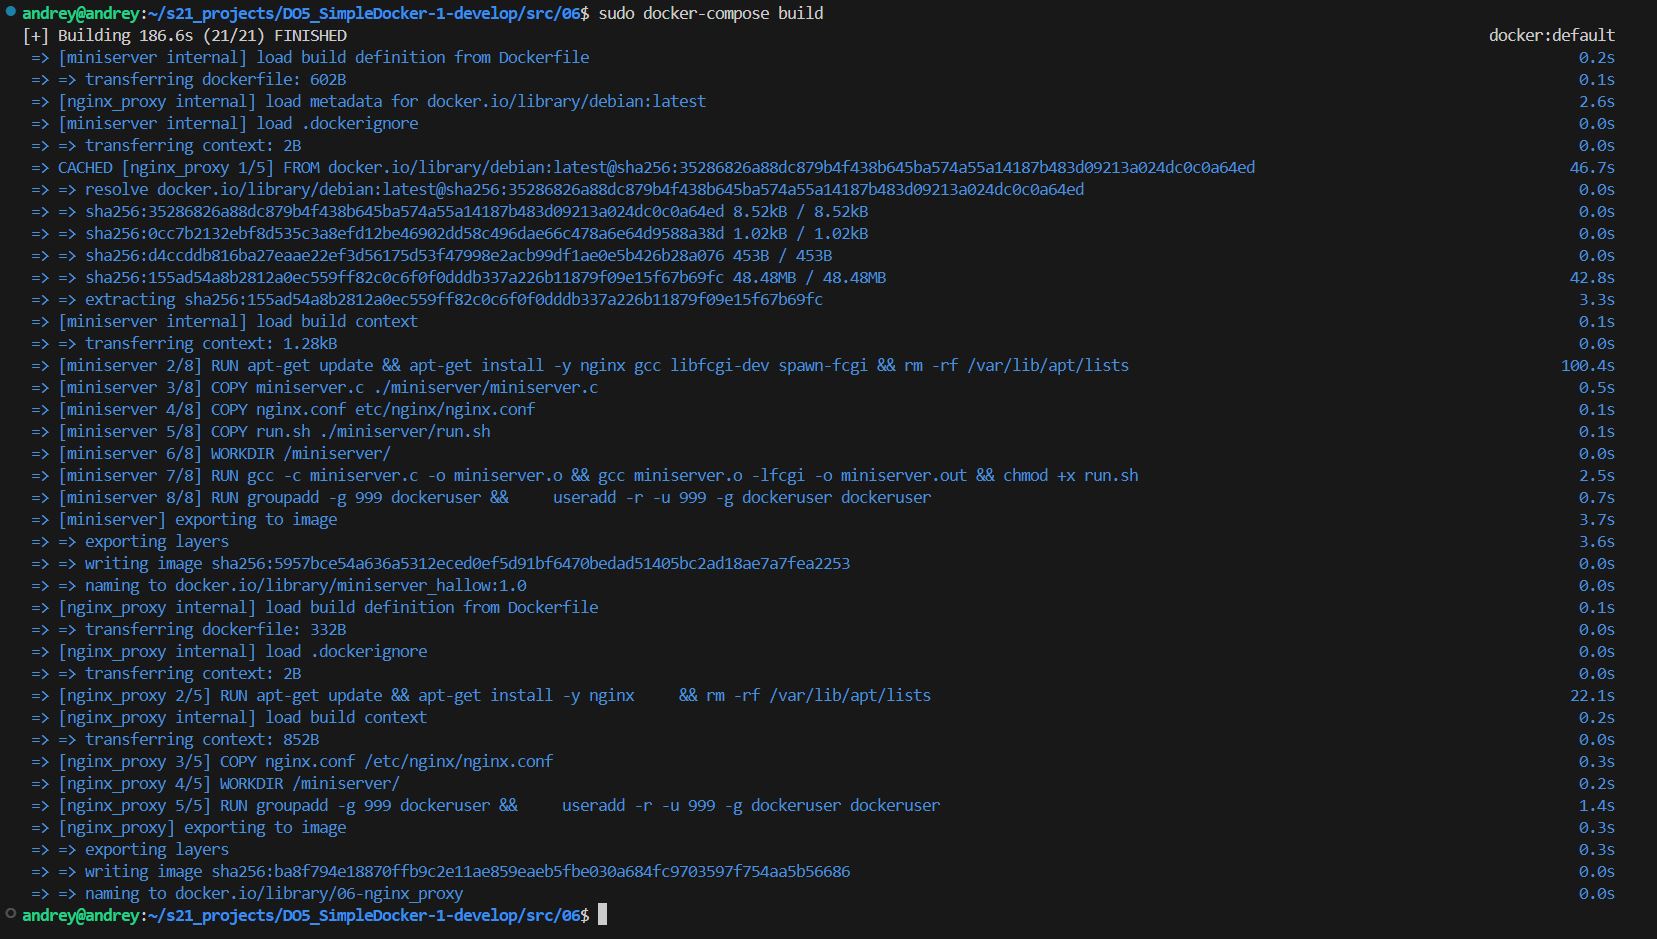 andrey@andrey:~/s21_projects/DO5_SimpleDocker-1-develop/src/06$ sudo docker-compose build
[+] Building 186.6s (21/21) FINISHED docker:default
=> [miniserver internal] load build definition from Dockerfile 0.2s
=> => transferring dockerfile: 602B 0.1s
=> [nginx_proxy internal] load metadata for docker.io/library/debian:latest 2.6s
=> [miniserver internal] load .dockerignore 0.0s
=> => transferring context: 2B 0.0s
=> CACHED [nginx_proxy 1/5] FROM docker.io/library/debian:latest@sha256:35286826a88dc879b4f438b645ba574a55a14187b483d09213a024dc0c0a64ed 46.7s
=> => resolve docker.io/library/debian:latest@sha256:35286826a88dc879b4f438b645ba574a55a14187b483d09213a024dc0c0a64ed 0.0s
=> => sha256:35286826a88dc879b4f438b645ba574a55a14187b483d09213a024dc0c0a64ed 8.52kB / 8.52kB 0.0s
=> => sha256:0cc7b2132ebf8d535c3a8efd12be46902dd58c496dae66c478a6e64d9588a38d 1.02kB / 1.02kB 0.0s
=> => sha256:d4ccddb816ba27eaae22ef3d56175d53f47998e2acb99df1ae0e5b426b28a076 453B / 453B 0.0s
=> => sha256:155ad54a8b2812a0ec559ff82c0c6f0f0dddb337a226b11879f09e15f67b69fc 48.48MB / 48.48MB 42.8s
=> => extracting sha256:155ad54a8b2812a0ec559ff82c0c6f0f0dddb337a226b11879f09e15f67b69fc 3.3s
=> [miniserver internal] load build context 0.1s
=> => transferring context: 1.28kB 0.0s
=> [miniserver 2/8] RUN apt-get update && apt-get install -y nginx gcc libfcgi-dev spawn-fcgi && rm -rf /var/lib/apt/lists 100.4s
=> [miniserver 3/8] COPY miniserver.c ./miniserver/miniserver.c 0.5s
=> [miniserver 4/8] COPY nginx.conf etc/nginx/nginx.conf 0.1s
=> [miniserver 5/8] COPY run.sh ./miniserver/run.sh 0.1s
=> [miniserver 6/8] WORKDIR /miniserver/ 0.0s
=> [miniserver 7/8] RUN gcc -c miniserver.c -o miniserver.o && gcc miniserver.o -lfcgi -o miniserver.out && chmod +x run.sh 2.5s
=> [miniserver 8/8] RUN groupadd -g 999 dockeruser &&     useradd -r -u 999 -g dockeruser dockeruser 0.7s
=> [miniserver] exporting to image 3.7s
=> => exporting layers 3.6s
=> => writing image sha256:5957bce54a636a5312eced0ef5d91bf6470bedad51405bc2ad18ae7a7fea2253 0.0s
=> => naming to docker.io/library/miniserver_hallow:1.0 0.0s
=> [nginx_proxy internal] load build definition from Dockerfile 0.1s
=> => transferring dockerfile: 332B 0.0s
=> [nginx_proxy internal] load .dockerignore 0.0s
=> => transferring context: 2B 0.0s
=> [nginx_proxy 2/5] RUN apt-get update && apt-get install -y nginx     && rm -rf /var/lib/apt/lists 22.1s
=> [nginx_proxy internal] load build context 0.2s
=> => transferring context: 852B 0.0s
=> [nginx_proxy 3/5] COPY nginx.conf /etc/nginx/nginx.conf 0.3s
=> [nginx_proxy 4/5] WORKDIR /miniserver/ 0.2s
=> [nginx_proxy 5/5] RUN groupadd -g 999 dockeruser &&     useradd -r -u 999 -g dockeruser dockeruser 1.4s
=> [nginx_proxy] exporting to image 0.3s
=> => exporting layers 0.3s
=> => writing image sha256:ba8f794e18870ffb9c2e11ae859eaeb5fbe030a684fc9703597f754aa5b56686 0.0s
=> => naming to docker.io/library/06-nginx_proxy 0.0s
andrey@andrey:~/s21_projects/DO5_SimpleDocker-1-develop/src/06$